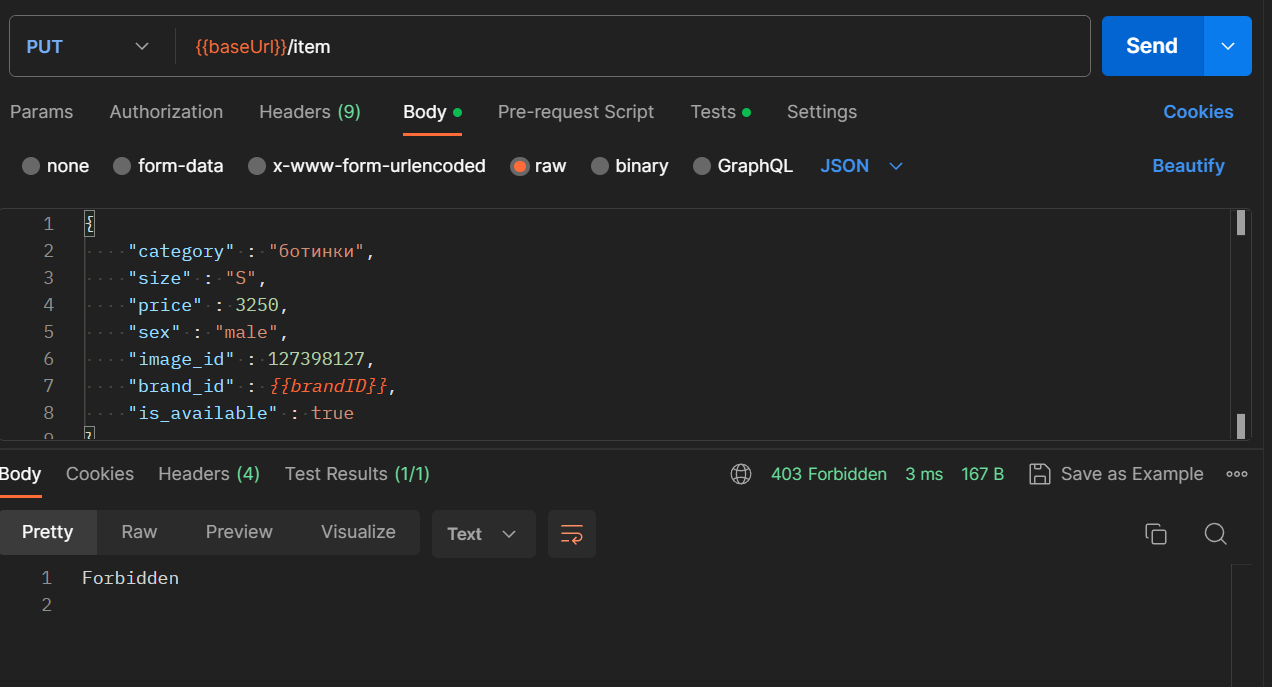 PUT {{baseUrl}}/item Send
Params Authorization Headers (9) Body Pre-request Script Tests Settings Cookies
none form-data x-www-form-urlencoded raw binary GraphQL JSON Beautify
1 {
2 "category" : "ботинки",
3 "size" : "S",
4 "price" : 3250,
5 "sex" : "male",
6 "image_id" : 127398127,
7 "brand_id" : {{brandID}},
8 "is_available" : true
9 }
Body Cookies Headers (4) Test Results (1/1) 403 Forbidden 3 ms 167 B Save as Example
Pretty Raw Preview Visualize Text
1 Forbidden
2